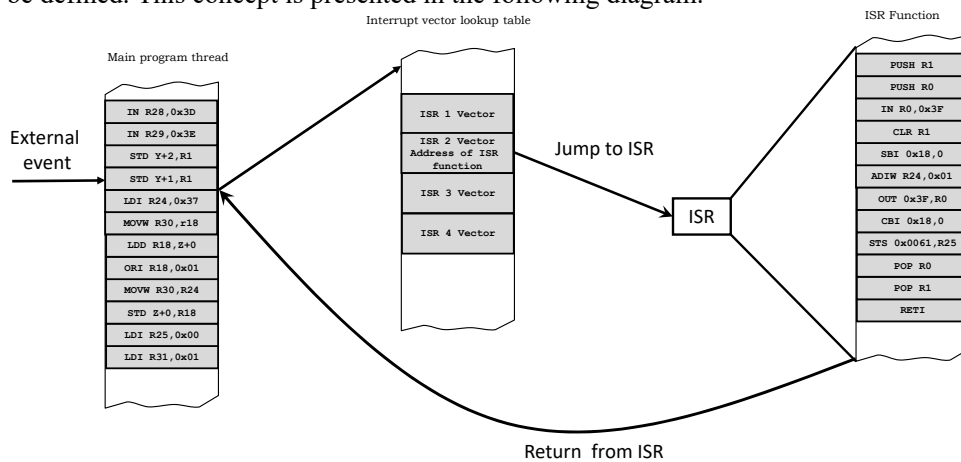 be defined. This concept is presented in the following diagram.
Interrupt vector lookup table
ISR Function
Main program thread
External
event
IN R28,0x3D
IN R29,0x3E
STD Y+2,R1
STD Y+1,R1
LDI R24,0x37
MOVW R30,r18
LDD R18,Z+0
ORI R18,0x01
MOVW R30,R24
STD Z+0,R18
LDI R25,0x00
LDI R31,0x01
ISR 1 Vector
ISR 2 Vector
Address of ISR
function
ISR 3 Vector
ISR 4 Vector
Jump to ISR
ISR
PUSH R1
PUSH R0
IN R0,0x3F
CLR R1
SBI 0x18,0
ADIW R24,0x01
OUT 0x3F,R0
CBI 0x18,0
STS 0x0061,R25
POP R0
POP R1
RETI
Return from ISR